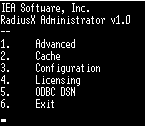 IEA Software, Inc.
RadiusX Administrator v1.0
--
1. Advanced
2. Cache
3. Configuration
4. Licensing
5. ODBC DSN
6. Exit